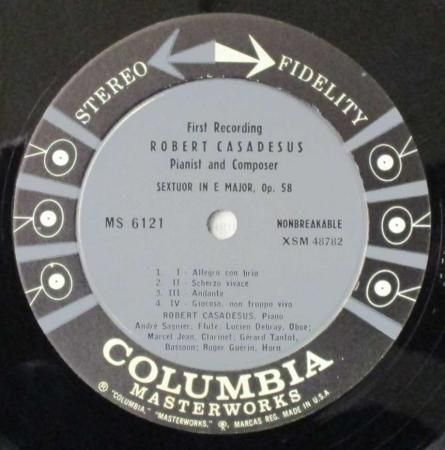 STEREO FIDELITY
First Recording
ROBERT CASADESUS
Pianist and Composer
SEXTUOR IN E MAJOR, Op. 58
MS 6121
NONBREAKABLE
XSM 48782
1. I - Allegro con brio
2. II - Scherzo vivace
3. III - Andante
4. IV - Giocoso, non troppo vivo
ROBERT CASADESUS, Piano
André Sagnier, Flute; Lucien Debray, Oboe;
Marcel Jean, Clarinet; Gérard Tantot,
Bassoon; Roger Guérin, Horn
COLUMBIA
MASTERWORKS
® "COLUMBIA," "MASTERWORKS," MARCAS REG. MADE IN U.S.A.